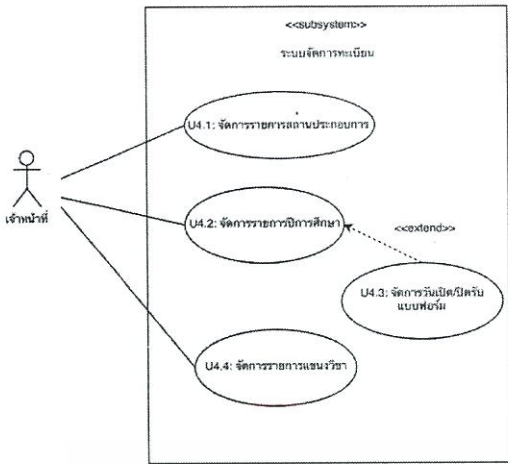 <<subsystem>>
ระบบจัดการทะเบียน
U4.1: จัดการรายการสถานประกอบการ
เจ้าหน้าที่
U4.2: จัดการรายการปีการศึกษา
<<extend>>
U4.3: จัดการวันเปิด/ปิดรับ
แบบฟอร์ม
U4.4: จัดการรายการแขนงวิชา